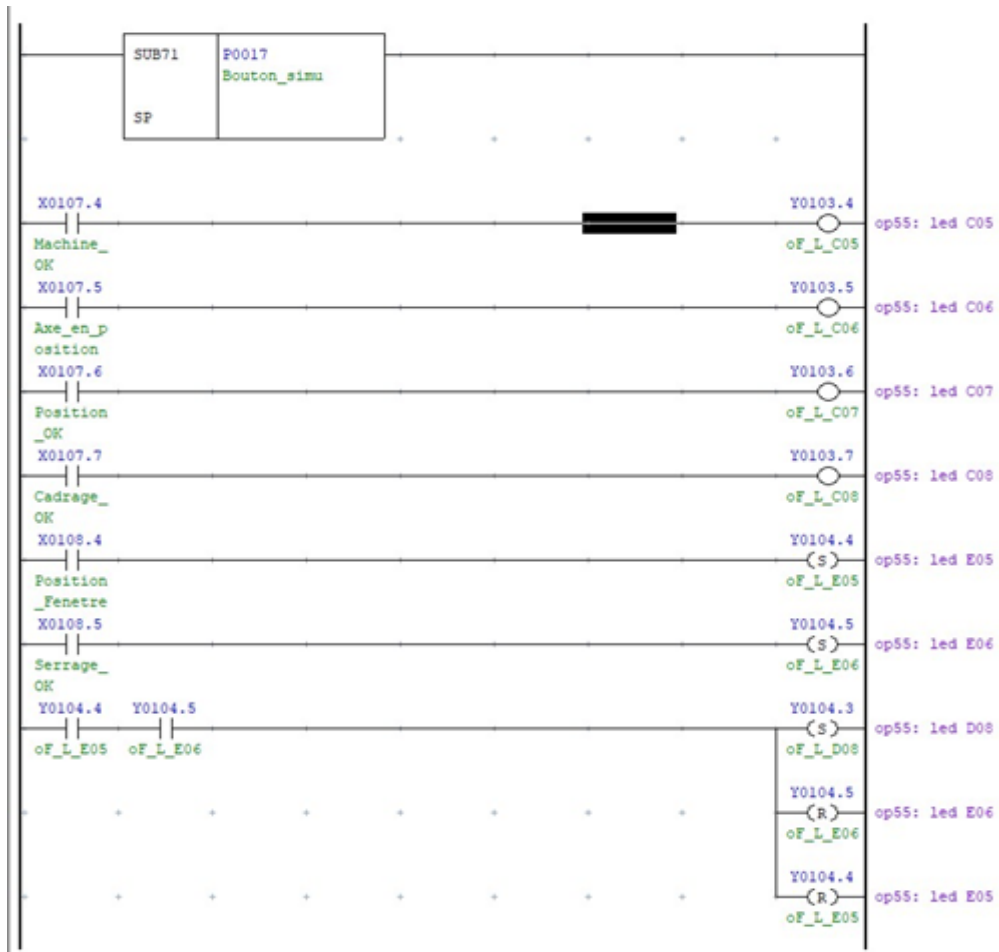 SUB71 P0017
Bouton_simu
SP
X0107.4 Y0103.4
op55: led C05
Machine_ oF_L_C05
OK
X0107.5 Y0103.5
op55: led C06
Axe_en_p oF_L_C06
osition
X0107.6 Y0103.6
op55: led C07
Position oF_L_C07
_OK
X0107.7 Y0103.7
op55: led C08
Cadrage_ oF_L_C08
OK
X0108.4 Y0104.4
(S) op55: led E05
Position oF_L_E05
_Fenetre
X0108.5 Y0104.5
(S) op55: led E06
Serrage_ oF_L_E06
OK
Y0104.4 Y0104.5 Y0104.3
(S) op55: led D08
oF_L_E05 oF_L_E06 oF_L_D08
Y0104.5
(R) op55: led E06
oF_L_E06
Y0104.4
(R) op55: led E05
oF_L_E05